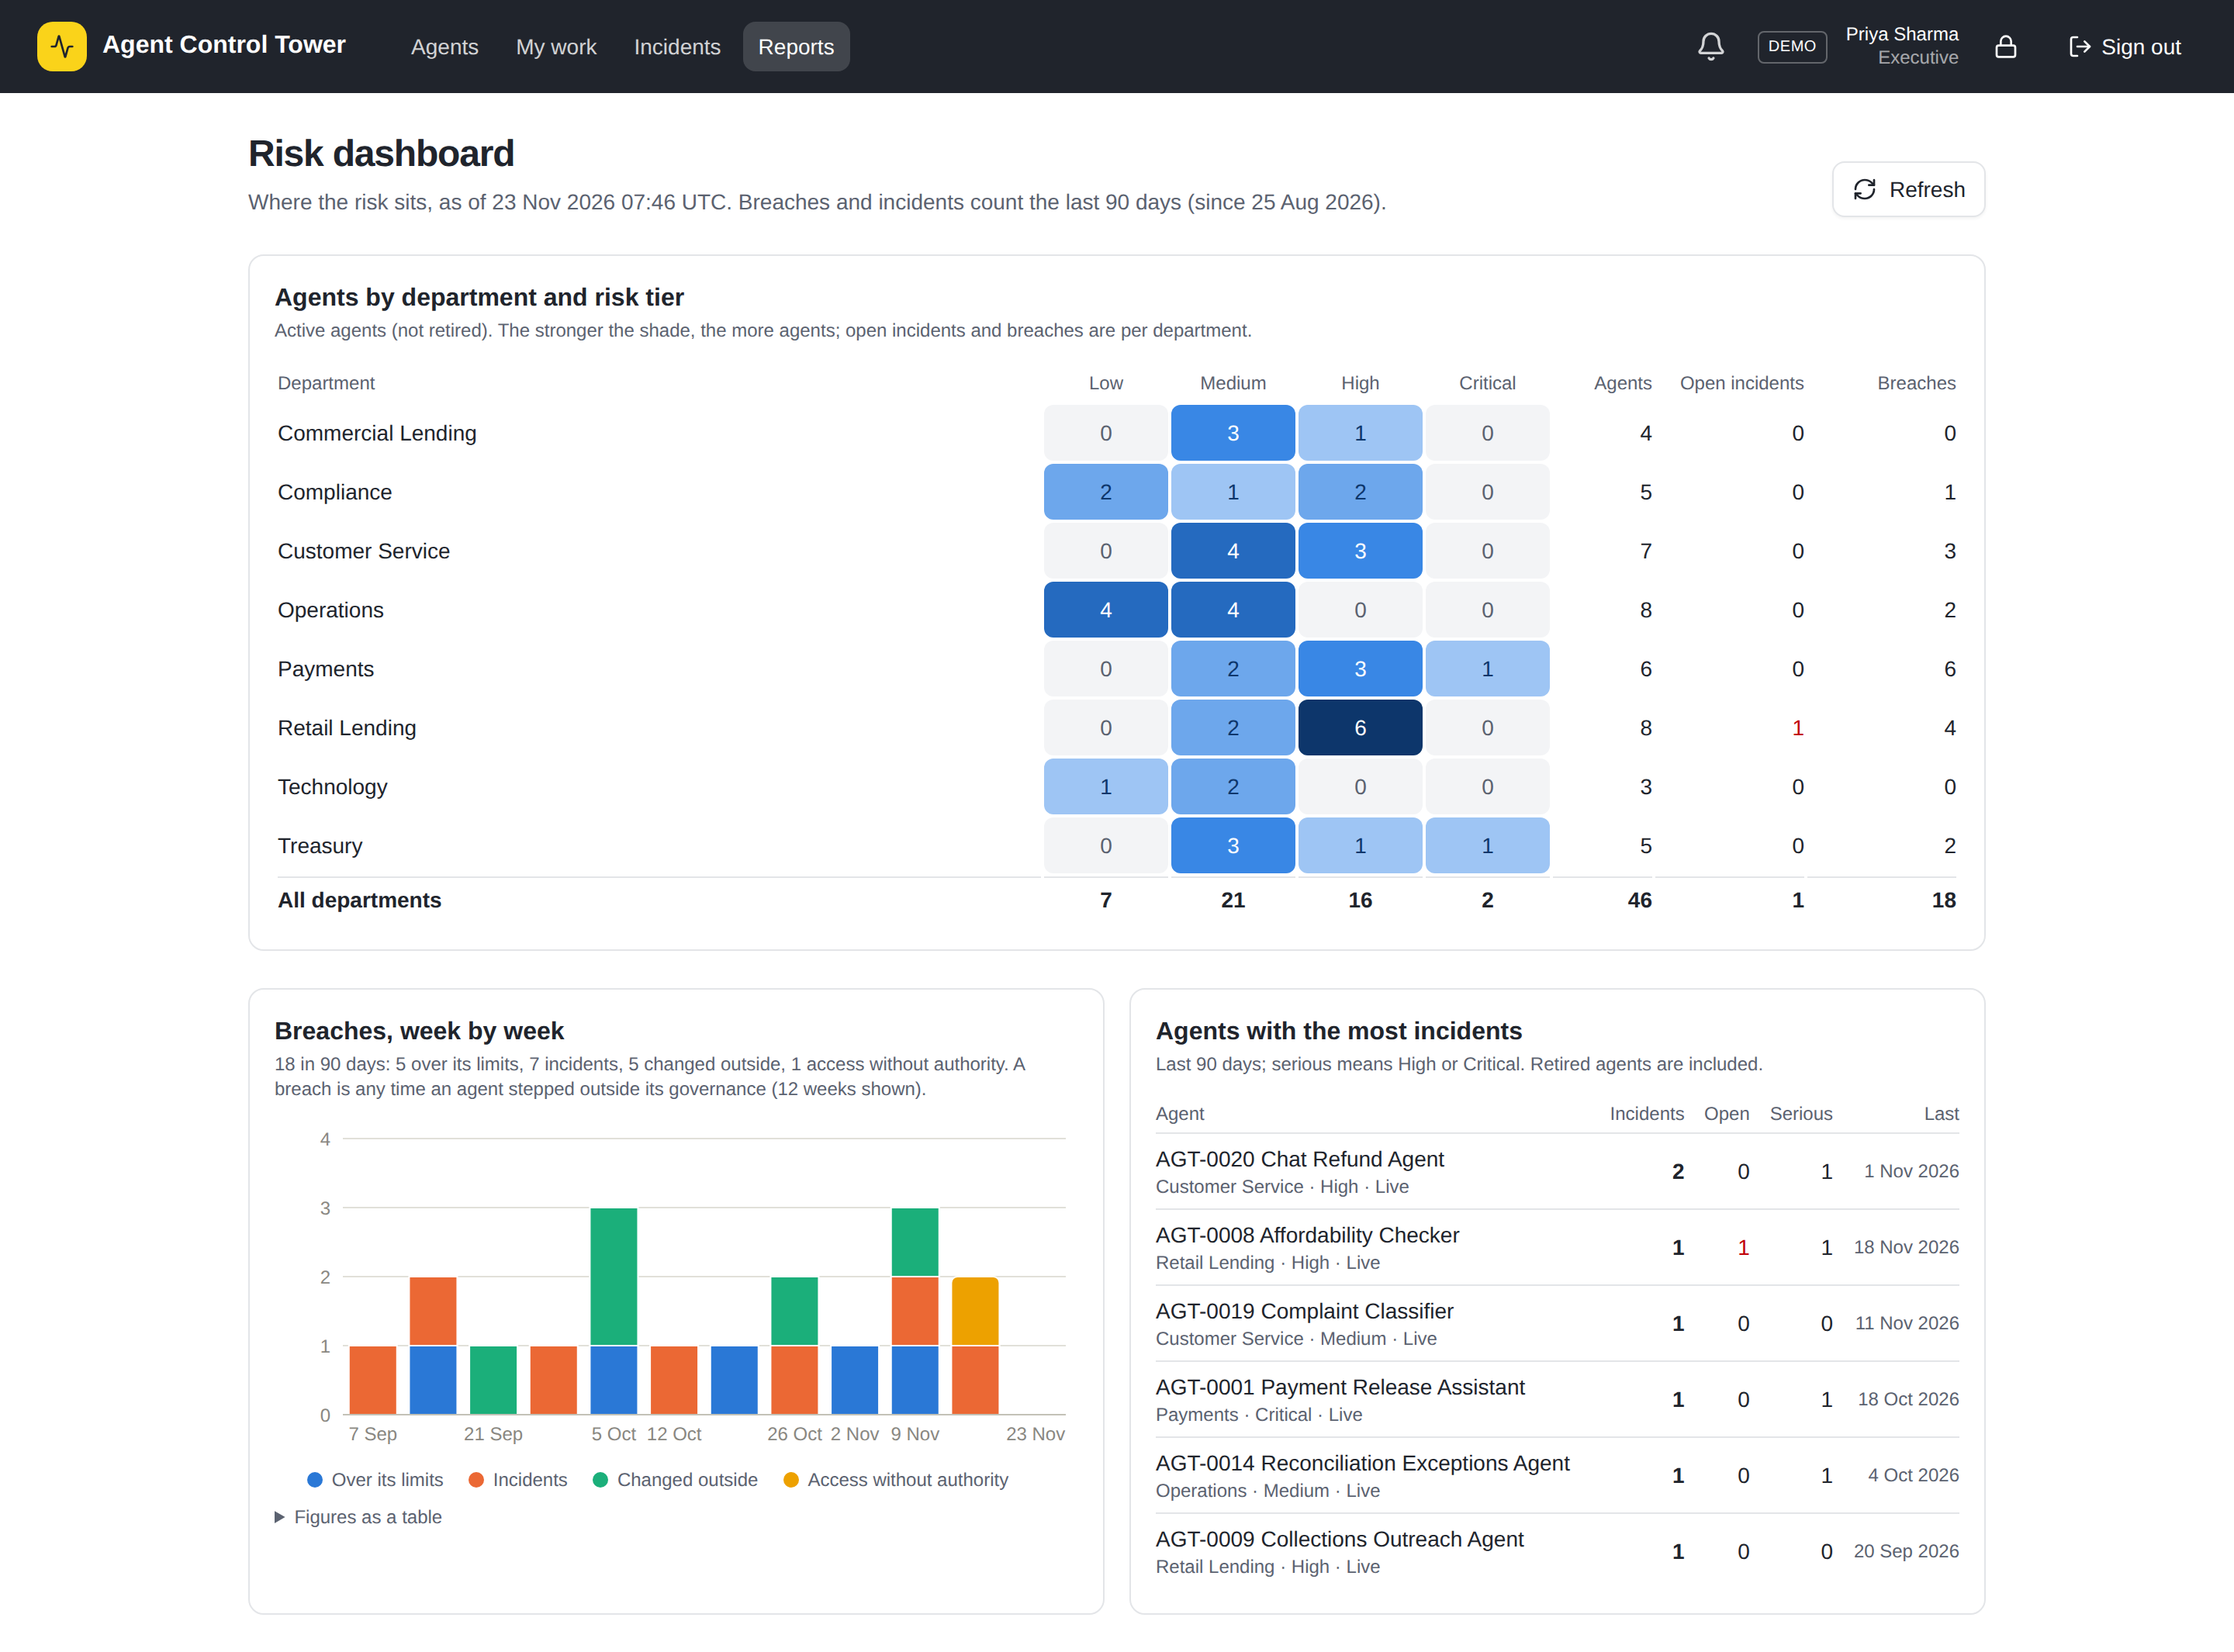 Agent Control Tower
Agents
My work
Incidents
Reports
DEMO
Priya Sharma
Executive
Sign out
Risk dashboard
Where the risk sits, as of 23 Nov 2026 07:46 UTC. Breaches and incidents count the last 90 days (since 25 Aug 2026).
Refresh
Agents by department and risk tier
Active agents (not retired). The stronger the shade, the more agents; open incidents and breaches are per department.
Department Low Medium High Critical Agents Open incidents Breaches
Commercial Lending 0 3 1 0 4 0 0
Compliance 2 1 2 0 5 0 1
Customer Service 0 4 3 0 7 0 3
Operations 4 4 0 0 8 0 2
Payments 0 2 3 1 6 0 6
Retail Lending 0 2 6 0 8 1 4
Technology 1 2 0 0 3 0 0
Treasury 0 3 1 1 5 0 2
All departments 7 21 16 2 46 1 18
Breaches, week by week
18 in 90 days: 5 over its limits, 7 incidents, 5 changed outside, 1 access without authority. A
breach is any time an agent stepped outside its governance (12 weeks shown).
4
3
2
1
0
7 Sep 21 Sep 5 Oct 12 Oct 26 Oct 2 Nov 9 Nov 23 Nov
Over its limits Incidents Changed outside Access without authority
Figures as a table
Agents with the most incidents
Last 90 days; serious means High or Critical. Retired agents are included.
Agent Incidents Open Serious Last
AGT-0020 Chat Refund Agent
Customer Service · High · Live
2 0 1 1 Nov 2026
AGT-0008 Affordability Checker
Retail Lending · High · Live
1 1 1 18 Nov 2026
AGT-0019 Complaint Classifier
Customer Service · Medium · Live
1 0 0 11 Nov 2026
AGT-0001 Payment Release Assistant
Payments · Critical · Live
1 0 1 18 Oct 2026
AGT-0014 Reconciliation Exceptions Agent
Operations · Medium · Live
1 0 1 4 Oct 2026
AGT-0009 Collections Outreach Agent
Retail Lending · High · Live
1 0 0 20 Sep 2026